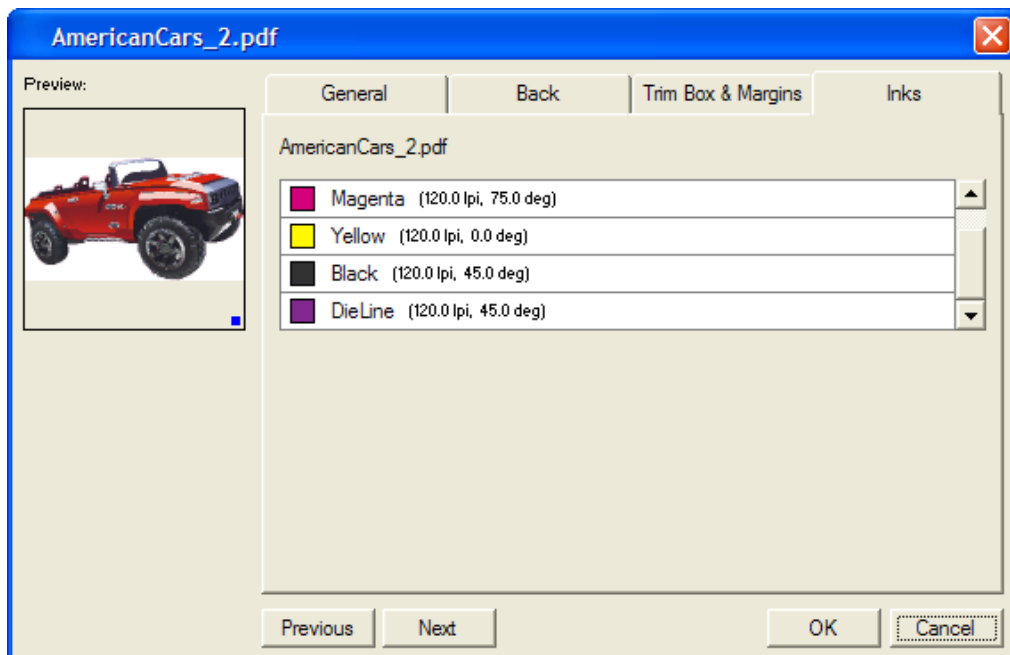 AmericanCars_2.pdf
Preview:
General
Back
Trim Box & Margins
Inks
AmericanCars_2.pdf
Magenta (120.0 lpi, 75.0 deg)
Yellow (120.0 lpi, 0.0 deg)
Black (120.0 lpi, 45.0 deg)
DieLine (120.0 lpi, 45.0 deg)
Previous
Next
OK
Cancel